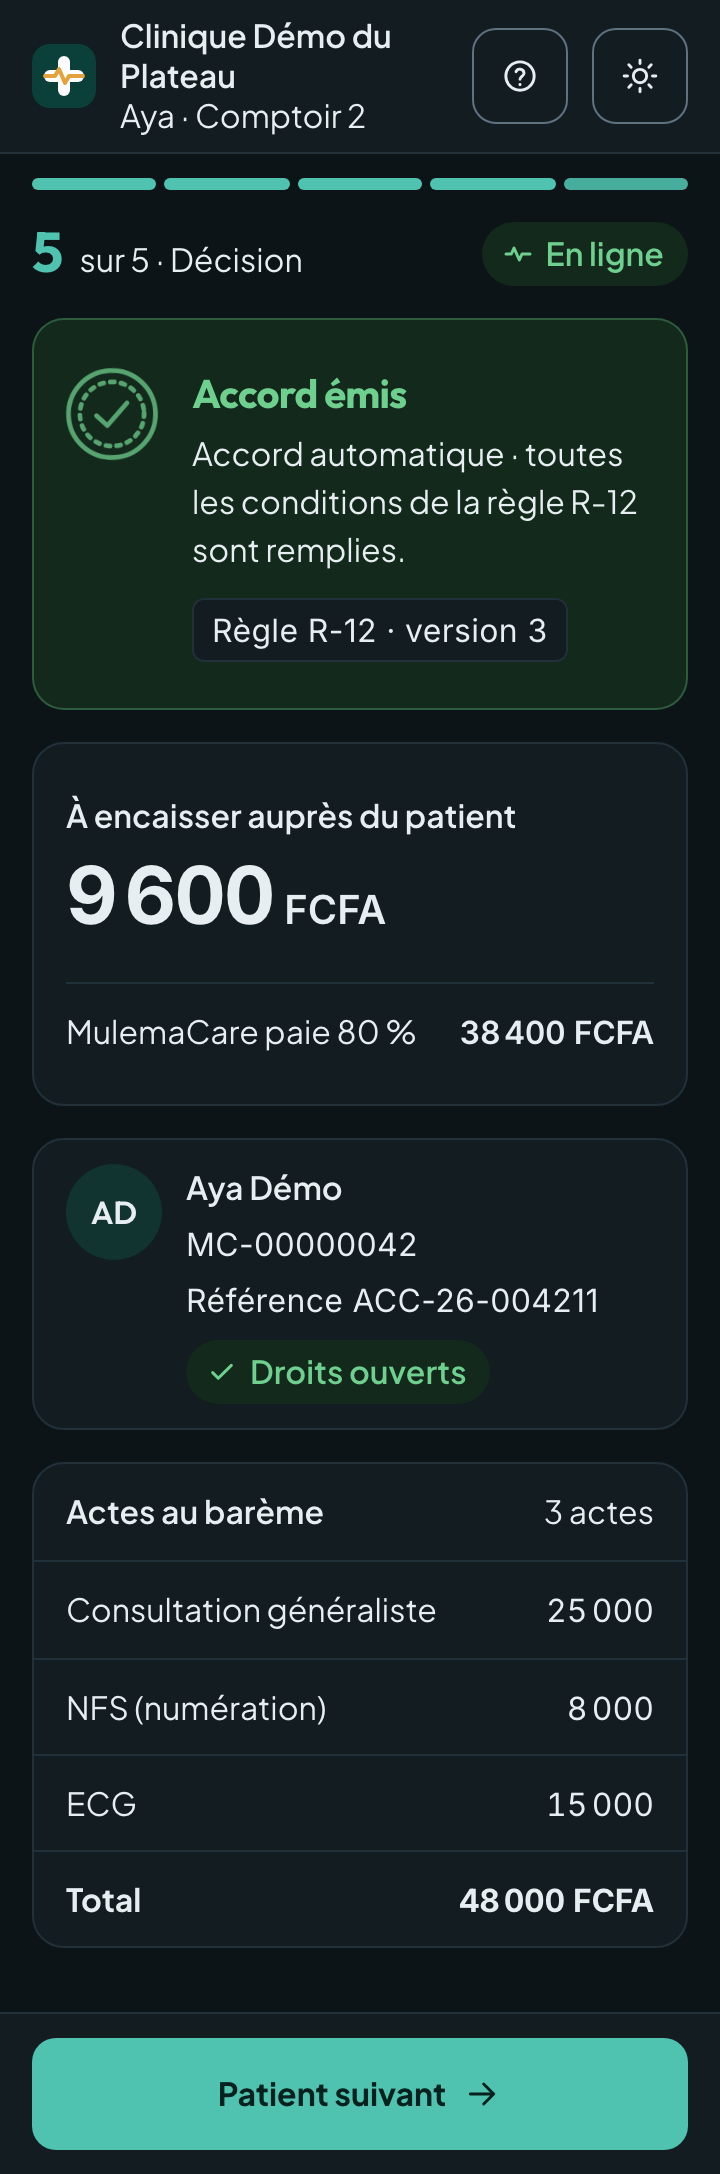 Clinique Démo du
Plateau
Aya · Comptoir 2
5 sur 5 · Décision
En ligne
Accord émis
Accord automatique · toutes
les conditions de la règle R-12
sont remplies.
Règle R-12 · version 3
À encaisser auprès du patient
9 600 FCFA
MulemaCare paie 80 % 38 400 FCFA
AD
Aya Démo
MC-00000042
Référence ACC-26-004211
Droits ouverts
Actes au barème 3 actes
Consultation généraliste 25 000
NFS (numération) 8 000
ECG 15 000
Total 48 000 FCFA
Patient suivant →